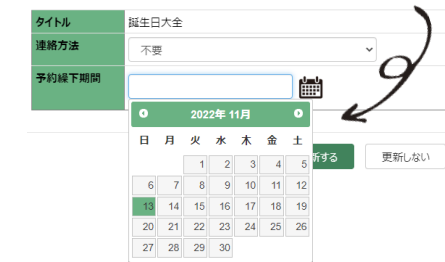 タイトル 誕生日大全
連絡方法 不要
予約繰下期間
2022年 11月
日 月 火 水 木 金 土
1 2 3 4 5
6 7 8 9 10 11 12
13 14 15 16 17 18 19
20 21 22 23 24 25 26
27 28 29 30
する 更新しない